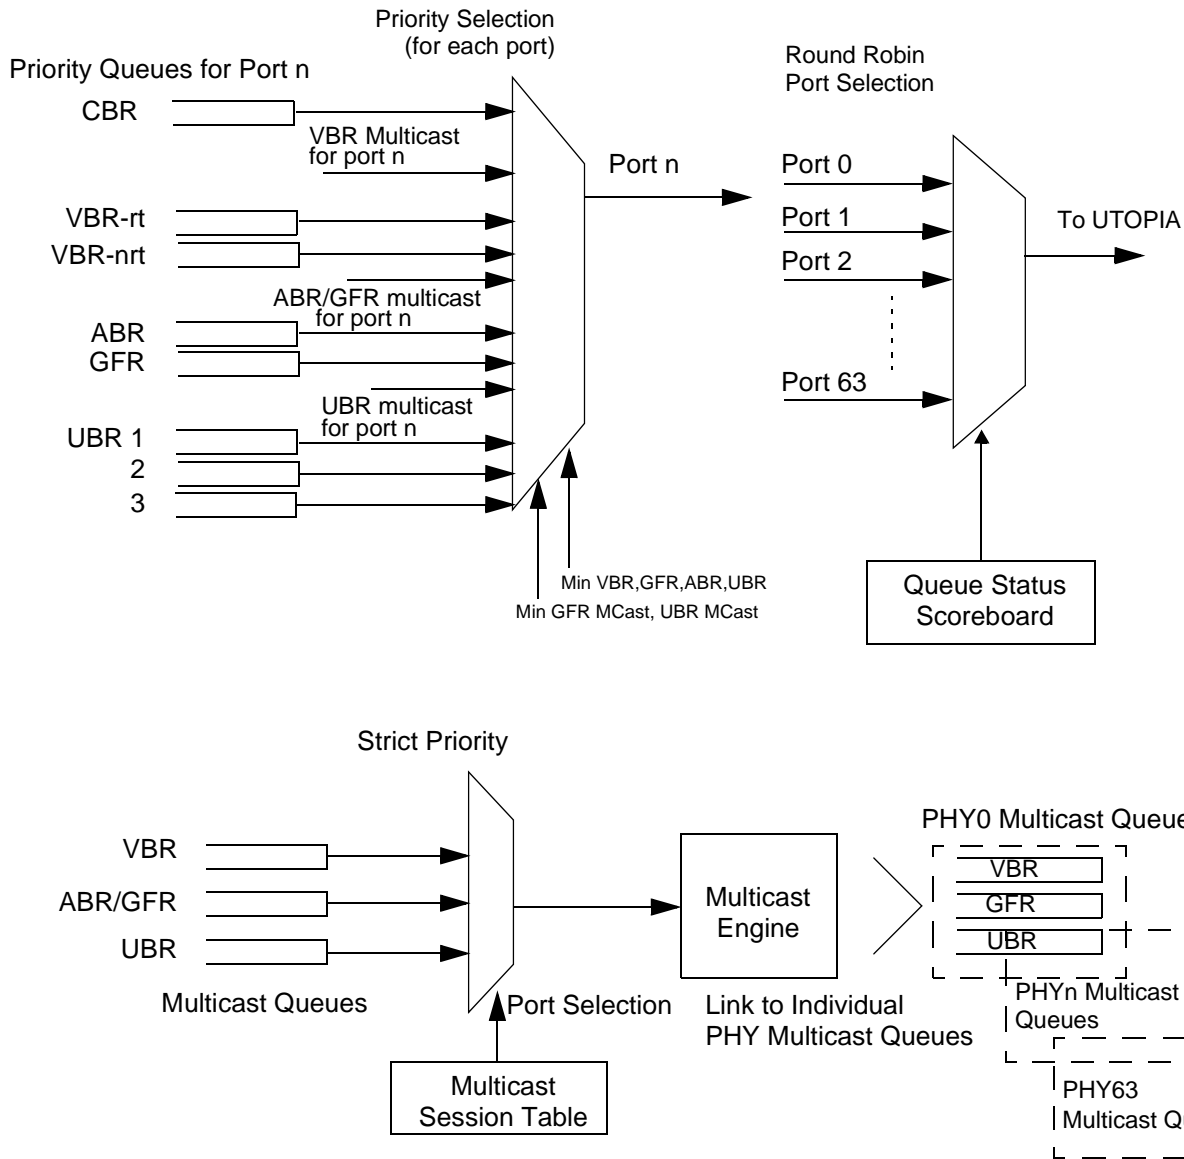 Priority Selection
(for each port)
Priority Queues for Port n
CBR
VBR Multicast
for port n
VBR-rt
VBR-nrt
ABR/GFR multicast
for port n
ABR
GFR
UBR multicast
for port n
UBR 1
2
3
Port n
Min VBR,GFR,ABR,UBR
Min GFR MCast, UBR MCast
Round Robin
Port Selection
Port 0
Port 1
Port 2
Port 63
To UTOPIA
Queue Status
Scoreboard
Strict Priority
VBR
ABR/GFR
UBR
Multicast Queues
Port Selection
Multicast
Session Table
Multicast
Engine
Link to Individual
PHY Multicast Queues
PHY0 Multicast Queue
VBR
GFR
UBR
PHYn Multicast
Queues
PHY63
Multicast Qu